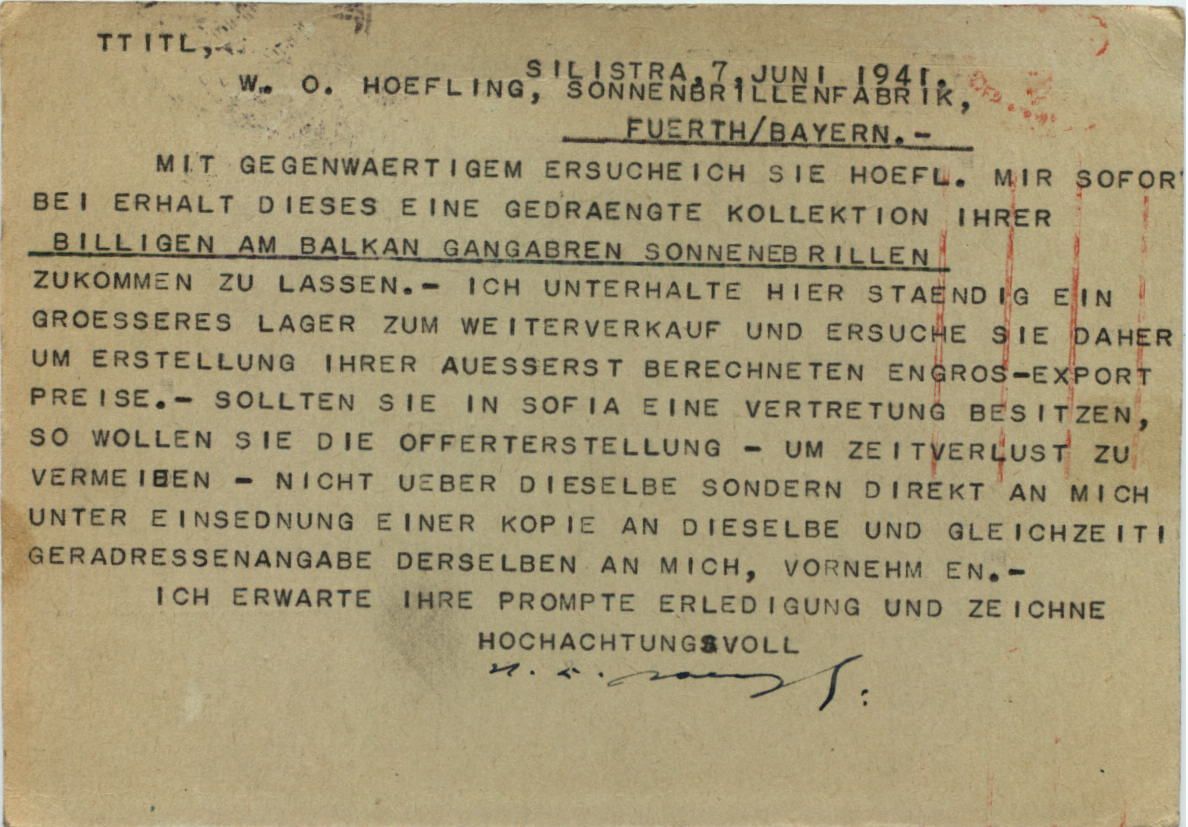 TTITL,
SILISTRA,7,JUNI 1941.
W. O. HOEFLING, SONNENBRILLENFABRIK,
FUERTH/BAYERN.-
MIT GEGENWAERTIGEM ERSUCHEICH SIE HOEFL. MIR SOFORT
BEI ERHALT DIESES EINE GEDRAENGTE KOLLEKTION IHRER
BILLIGEN AM BALKAN GANGABREN SONNENEBRILLEN
ZUKOMMEN ZU LASSEN.- ICH UNTERHALTE HIER STAENDIG EIN
GROESSERES LAGER ZUM WEITERVERKAUF UND ERSUCHE SIE DAHER
UM ERSTELLUNG IHRER AUESSERST BERECHNETEN ENGROS-EXPORT
PREISE.- SOLLTEN SIE IN SOFIA EINE VERTRETUNG BESITZEN,
SO WOLLEN SIE DIE OFFERTERSTELLUNG - UM ZEITVERLUST ZU
VERMEIBEN - NICHT UEBER DIESELBE SONDERN DIREKT AN MICH
UNTER EINSEDNUNG EINER KOPIE AN DIESELBE UND GLEICHZEITI
GERADRESSENANGABE DERSELBEN AN MICH, VORNEHM EN.-
ICH ERWARTE IHRE PROMPTE ERLEDIGUNG UND ZEICHNE
HOCHACHTUNGSVOLL